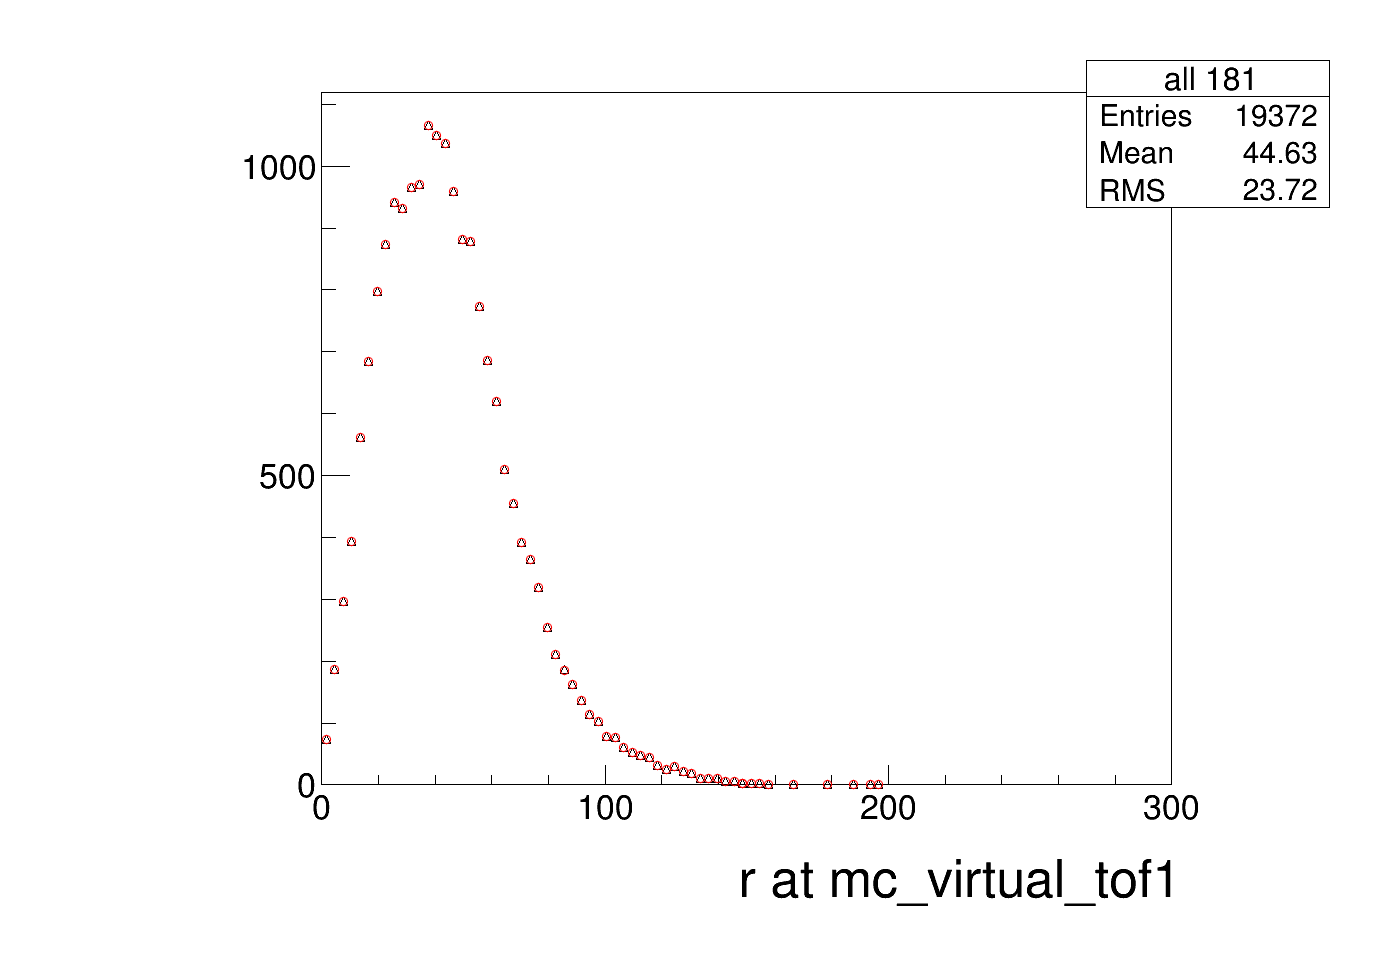 all 181
Entries 19372
Mean 44.63
RMS 23.72
1000
500
0
0 100 200 300
r at mc_virtual_tof1